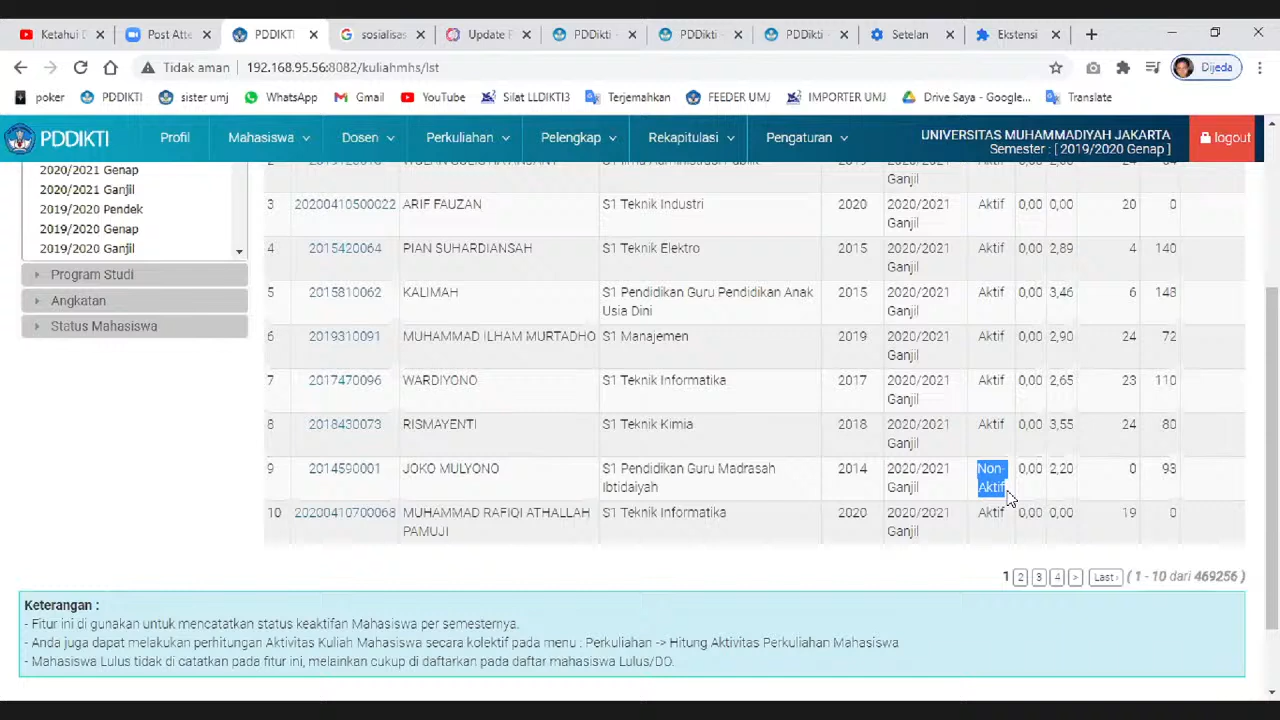 Ketahui D
Post Atte
PDDIKTI
sosialisas
Update F
PDDikti -
PDDikti -
PDDikti -
Setelan
Ekstensi
Tidak aman
192.168.95.56:8082/kuliahmhs/lst
Dijeda
poker
PDDIKTI
sister umj
WhatsApp
Gmail
YouTube
Silat LLDIKTI3
Terjemahkan
FEEDER UMJ
IMPORTER UMJ
Drive Saya - Google...
Translate
PDDIKTI
Profil
Mahasiswa
Dosen
Perkuliahan
Pelengkap
Rekapitulasi
Pengaturan
UNIVERSITAS MUHAMMADIYAH JAKARTA
Semester : [ 2019/2020 Genap ]
logout
2020/2021 Genap
2020/2021 Ganjil
2019/2020 Pendek
2019/2020 Genap
2019/2020 Ganjil
Program Studi
Angkatan
Status Mahasiswa
Ganjil
3 20200410500022 ARIF FAUZAN S1 Teknik Industri 2020 2020/2021 Aktif 0,00 0,00 20 0
Ganjil
4 2015420064 PIAN SUHARDIANSAH S1 Teknik Elektro 2015 2020/2021 Aktif 0,00 2,89 4 140
Ganjil
5 2015810062 KALIMAH S1 Pendidikan Guru Pendidikan Anak 2015 2020/2021 Aktif 0,00 3,46 6 148
Usia Dini Ganjil
6 2019310091 MUHAMMAD ILHAM MURTADHO S1 Manajemen 2019 2020/2021 Aktif 0,00 2,90 24 72
Ganjil
7 2017470096 WARDIYONO S1 Teknik Informatika 2017 2020/2021 Aktif 0,00 2,65 23 110
Ganjil
8 2018430073 RISMAYENTI S1 Teknik Kimia 2018 2020/2021 Aktif 0,00 3,55 24 80
Ganjil
9 2014590001 JOKO MULYONO S1 Pendidikan Guru Madrasah 2014 2020/2021 Non- 0,00 2,20 0 93
Ibtidaiyah Ganjil Aktif
10 20200410700068 MUHAMMAD RAFIQI ATHALLAH S1 Teknik Informatika 2020 2020/2021 Aktif 0,00 0,00 19 0
PAMUJI Ganjil
1 2 3 4 > Last › ( 1 - 10 dari 469256 )
Keterangan :
- Fitur ini di gunakan untuk mencatatkan status keaktifan Mahasiswa per semesternya.
- Anda juga dapat melakukan perhitungan Aktivitas Kuliah Mahasiswa secara kolektif pada menu : Perkuliahan -> Hitung Aktivitas Perkuliahan Mahasiswa
- Mahasiswa Lulus tidak di catatkan pada fitur ini, melainkan cukup di daftarkan pada daftar mahasiswa Lulus/DO.